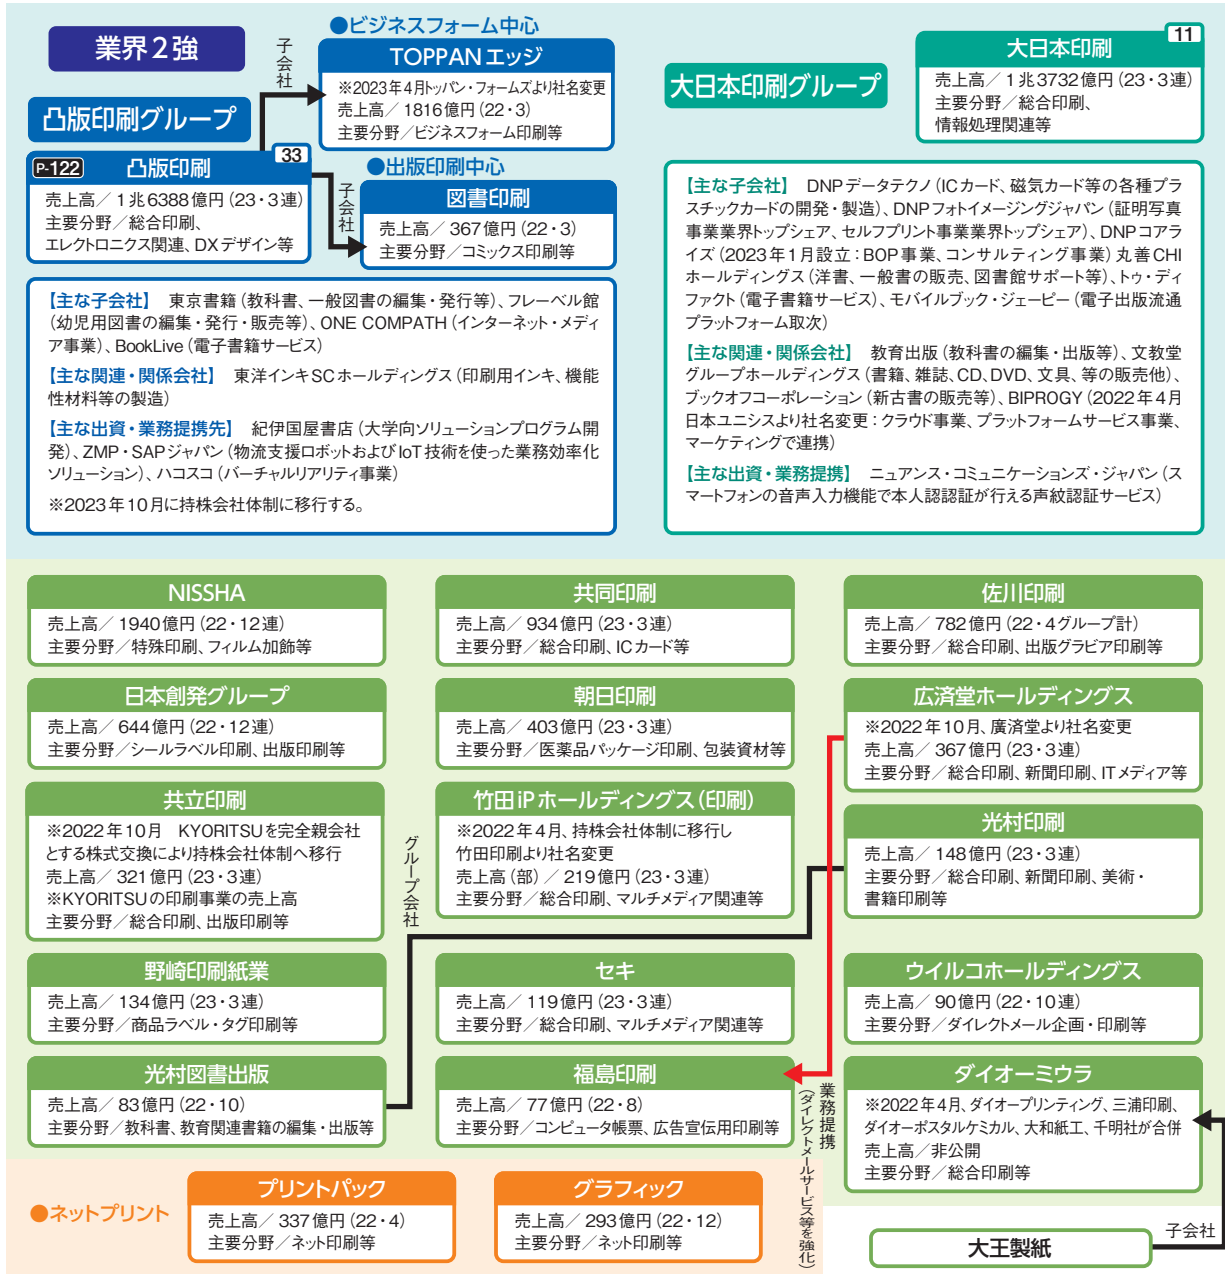 業界2強
凸版印刷グループ
P-122 凸版印刷 33
売上高／1兆6388億円（23・3連）
主要分野／総合印刷、
エレクトロニクス関連、DXデザイン等
子会社
●ビジネスフォーム中心
TOPPANエッジ
※2023年4月トッパン・フォームズより社名変更
売上高／1816億円（22・3）
主要分野／ビジネスフォーム印刷等
子会社
●出版印刷中心
図書印刷
売上高／367億円（22・3）
主要分野／コミックス印刷等
【主な子会社】 東京書籍（教科書、一般図書の編集・発行等）、フレーベル館
（幼児用図書の編集・発行・販売等）、ONE COMPATH（インターネット・メディ
ア事業）、BookLive（電子書籍サービス）
【主な関連・関係会社】 東洋インキSCホールディングス（印刷用インキ、機能
性材料等の製造）
【主な出資・業務提携先】 紀伊国屋書店（大学向ソリューションプログラム開
発）、ZMP・SAPジャパン（物流支援ロボットおよびIoT技術を使った業務効率化
ソリューション）、ハコスコ（バーチャルリアリティ事業）
※2023年10月に持株会社体制に移行する。
大日本印刷グループ
大日本印刷 11
売上高／1兆3732億円（23・3連）
主要分野／総合印刷、
情報処理関連等
【主な子会社】 DNPデータテクノ（ICカード、磁気カード等の各種プラ
スチックカードの開発・製造）、DNPフォトイメージングジャパン（証明写真
事業業界トップシェア、セルフプリント事業業界トップシェア）、DNPコアラ
イズ（2023年1月設立：BOP事業、コンサルティング事業）丸善CHI
ホールディングス（洋書、一般書の販売、図書館サポート等）、トゥ・ディ
ファクト（電子書籍サービス）、モバイルブック・ジェーピー（電子出版流通
プラットフォーム取次）
【主な関連・関係会社】 教育出版（教科書の編集・出版等）、文教堂
グループホールディングス（書籍、雑誌、CD、DVD、文具、等の販売他）、
ブックオフコーポレーション（新古書の販売等）、BIPROGY（2022年4月
日本ユニシスより社名変更：クラウド事業、プラットフォームサービス事業、
マーケティングで連携）
【主な出資・業務提携】 ニュアンス・コミュニケーションズ・ジャパン（ス
マートフォンの音声入力機能で本人認認証が行える声紋認証サービス）
NISSHA
売上高／1940億円（22・12連）
主要分野／特殊印刷、フィルム加飾等
共同印刷
売上高／934億円（23・3連）
主要分野／総合印刷、ICカード等
佐川印刷
売上高／782億円（22・4グループ計）
主要分野／総合印刷、出版グラビア印刷等
日本創発グループ
売上高／644億円（22・12連）
主要分野／シールラベル印刷、出版印刷等
朝日印刷
売上高／403億円（23・3連）
主要分野／医薬品パッケージ印刷、包装資材等
広済堂ホールディングス
※2022年10月、廣済堂より社名変更
売上高／367億円（23・3連）
主要分野／総合印刷、新聞印刷、ITメディア等
共立印刷
※2022年10月　KYORITSUを完全親会社
とする株式交換により持株会社体制へ移行
売上高／321億円（23・3連）
※KYORITSUの印刷事業の売上高
主要分野／総合印刷、出版印刷等
グループ会社
竹田iPホールディングス（印刷）
※2022年4月、持株会社体制に移行し
竹田印刷より社名変更
売上高（部）／219億円（23・3連）
主要分野／総合印刷、マルチメディア関連等
光村印刷
売上高／148億円（23・3連）
主要分野／総合印刷、新聞印刷、美術・
書籍印刷等
野崎印刷紙業
売上高／134億円（23・3連）
主要分野／商品ラベル・タグ印刷等
セキ
売上高／119億円（23・3連）
主要分野／総合印刷、マルチメディア関連等
ウイルコホールディングス
売上高／90億円（22・10連）
主要分野／ダイレクトメール企画・印刷等
光村図書出版
売上高／83億円（22・10）
主要分野／教科書、教育関連書籍の編集・出版等
福島印刷
売上高／77億円（22・8）
主要分野／コンピュータ帳票、広告宣伝用印刷等
業務提携
（ダイレクトメールサービス等を強化）
ダイオーミウラ
※2022年4月、ダイオープリンティング、三浦印刷、
ダイオーポスタルケミカル、大和紙工、千明社が合併
売上高／非公開
主要分野／総合印刷等
●ネットプリント
プリントパック
売上高／337億円（22・4）
主要分野／ネット印刷等
グラフィック
売上高／293億円（22・12）
主要分野／ネット印刷等
大王製紙
子会社